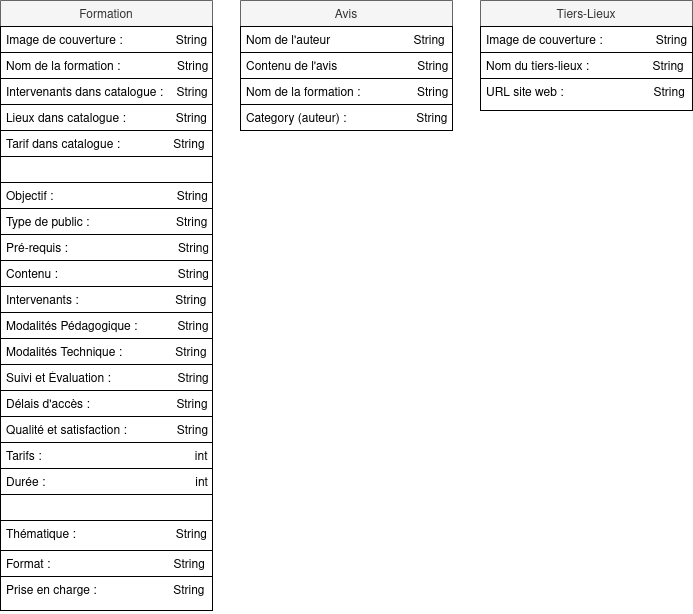 Formation
Image de couverture : String
Nom de la formation : String
Intervenants dans catalogue : String
Lieux dans catalogue : String
Tarif dans catalogue : String
Objectif : String
Type de public : String
Pré-requis : String
Contenu : String
Intervenants : String
Modalités Pédagogique : String
Modalités Technique : String
Suivi et Évaluation : String
Délais d'accès : String
Qualité et satisfaction : String
Tarifs : int
Durée : int
Thématique : String
Format : String
Prise en charge : String
Avis
Nom de l'auteur String
Contenu de l'avis String
Nom de la formation : String
Category (auteur) : String
Tiers-Lieux
Image de couverture : String
Nom du tiers-lieux : String
URL site web : String